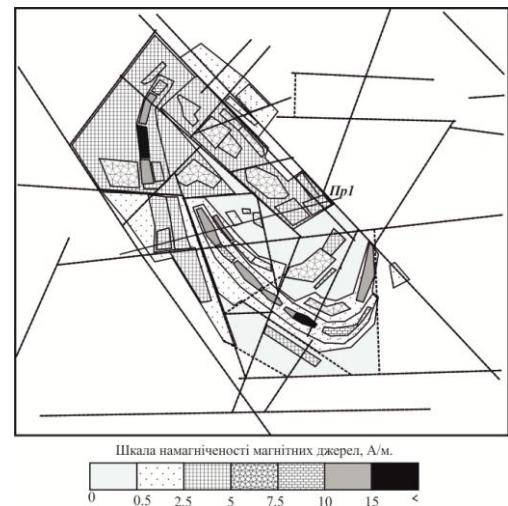 Пр1
Шкала намагніченості магнітних джерел, А/м.
0 0.5 2.5 5 7.5 10 15 <